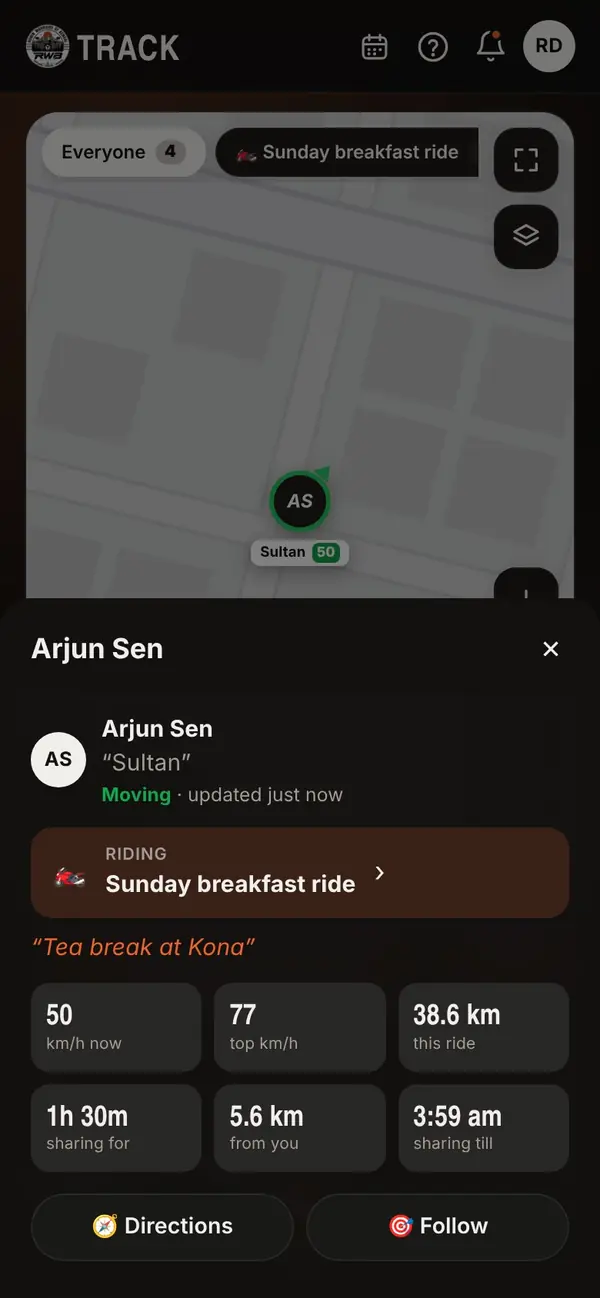 RWB
TRACK
RD
Everyone 4
Sunday breakfast ride
AS
Sultan 50
Arjun Sen
AS
Arjun Sen
“Sultan”
Moving · updated just now
RIDING
Sunday breakfast ride
“Tea break at Kona”
50
km/h now
77
top km/h
38.6 km
this ride
1h 30m
sharing for
5.6 km
from you
3:59 am
sharing till
Directions
Follow